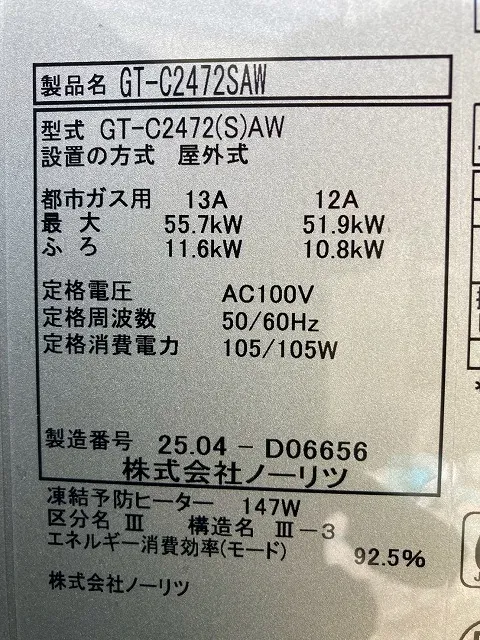 製品名 GT-C2472SAW
型式 GT-C2472(S)AW
設置の方式 屋外式
都市ガス用 13A 12A
最 大 55.7kW 51.9kW
ふ ろ 11.6kW 10.8kW
定格電圧 AC100V
定格周波数 50/60Hz
定格消費電力 105/105W
製造番号 25.04 - D06656
株式会社ノーリツ
凍結予防ヒーター 147W
区分名 Ⅲ 構造名 Ⅲ-3
エネルギー消費効率(モード) 92.5%
株式会社ノーリツ